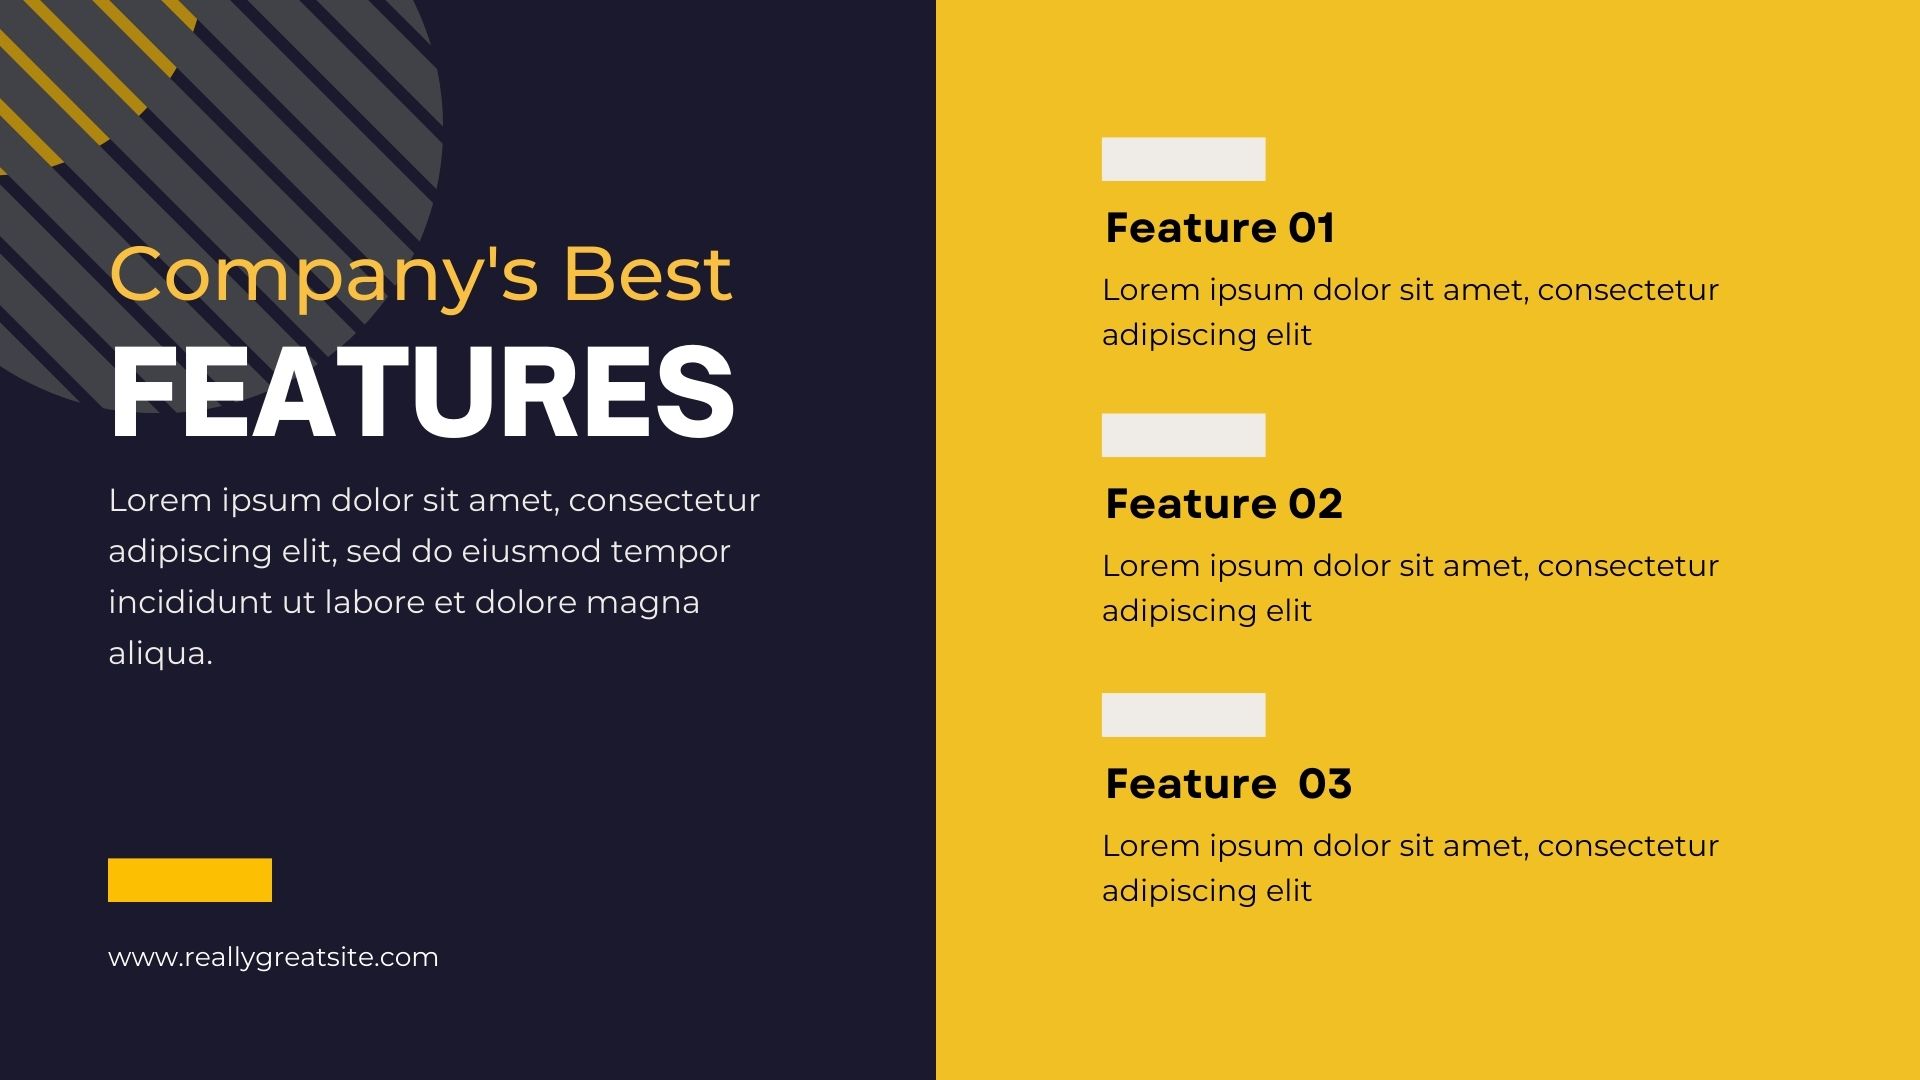 Company's Best
FEATURES
Lorem ipsum dolor sit amet, consectetur
adipiscing elit, sed do eiusmod tempor
incididunt ut labore et dolore magna
aliqua.
www.reallygreatsite.com
Feature 01
Lorem ipsum dolor sit amet, consectetur
adipiscing elit
Feature 02
Lorem ipsum dolor sit amet, consectetur
adipiscing elit
Feature  03
Lorem ipsum dolor sit amet, consectetur
adipiscing elit